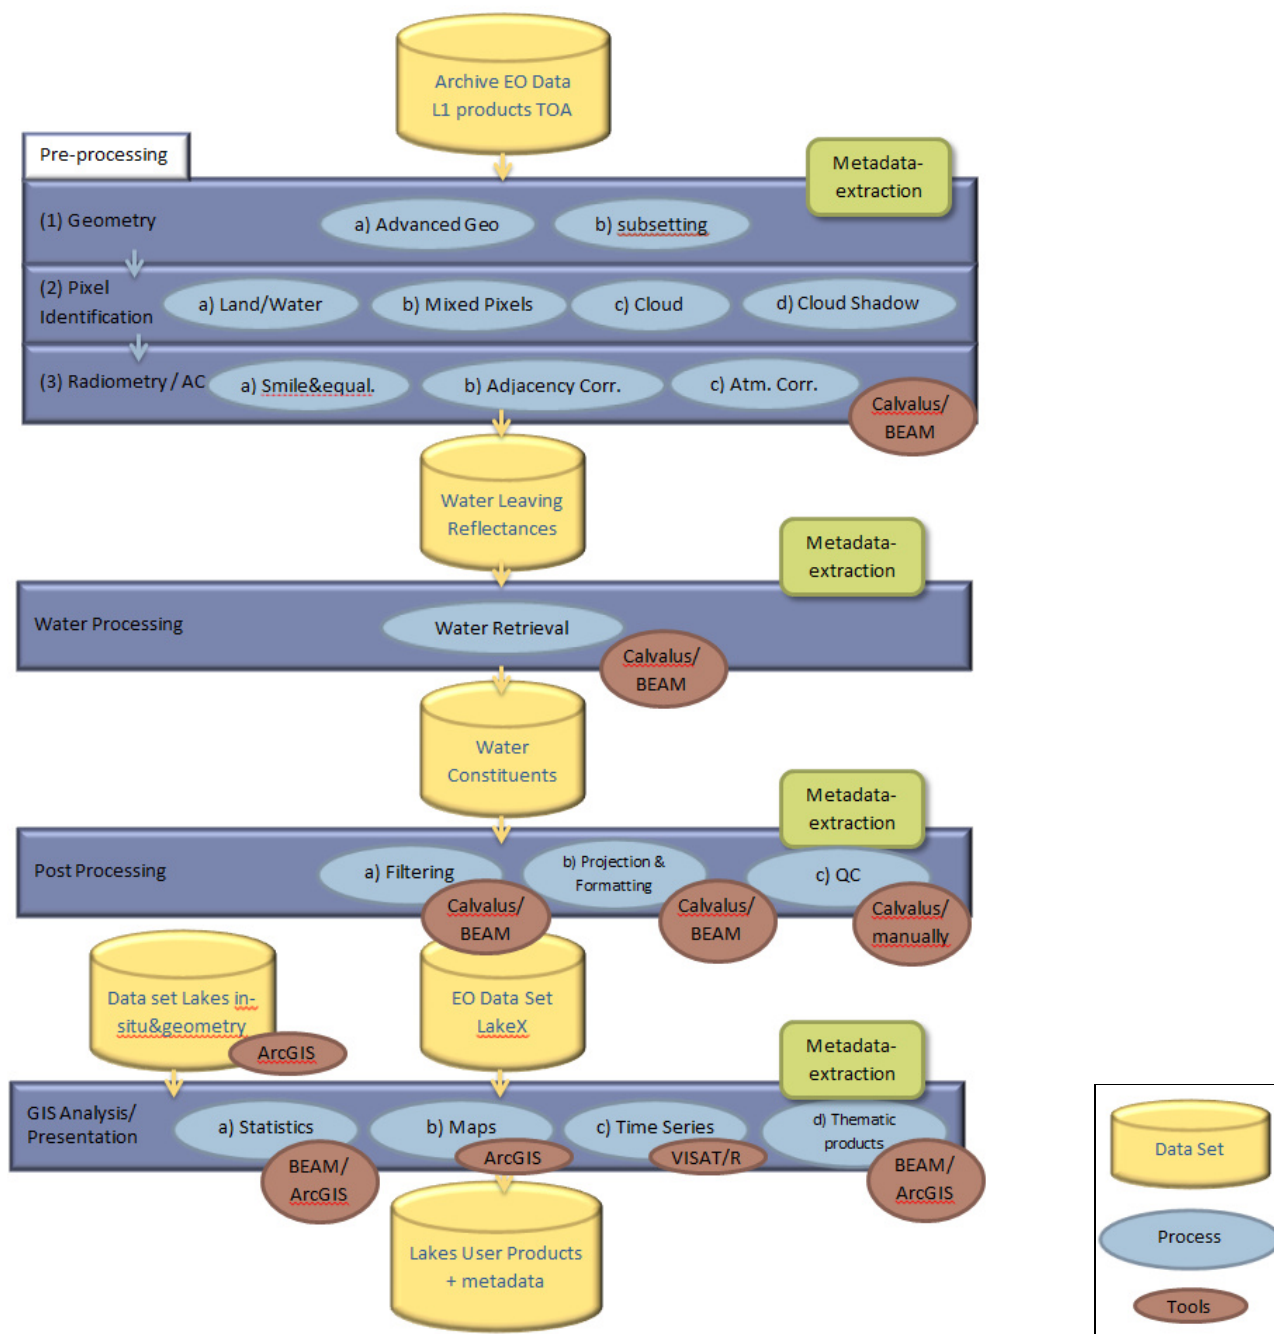 Archive EO Data
L1 products TOA
Pre-processing
Metadata-
extraction
(1) Geometry
a) Advanced Geo
b) subsetting
(2) Pixel
Identification
a) Land/Water
b) Mixed Pixels
c) Cloud
d) Cloud Shadow
(3) Radiometry / AC
a) Smile&equal.
b) Adjacency Corr.
c) Atm. Corr.
Calvalus/
BEAM
Water Leaving
Reflectances
Metadata-
extraction
Water Processing
Water Retrieval
Calvalus/
BEAM
Water
Constituents
Metadata-
extraction
Post Processing
a) Filtering
b) Projection &
Formatting
c) QC
Calvalus/
BEAM
Calvalus/
BEAM
Calvalus/
manually
Data set Lakes in-
situ&geometry
ArcGIS
EO Data Set
LakeX
Metadata-
extraction
GIS Analysis/
Presentation
a) Statistics
b) Maps
c) Time Series
d) Thematic
products
BEAM/
ArcGIS
ArcGIS
VISAT/R
BEAM/
ArcGIS
Lakes User Products
+ metadata
Data Set
Process
Tools